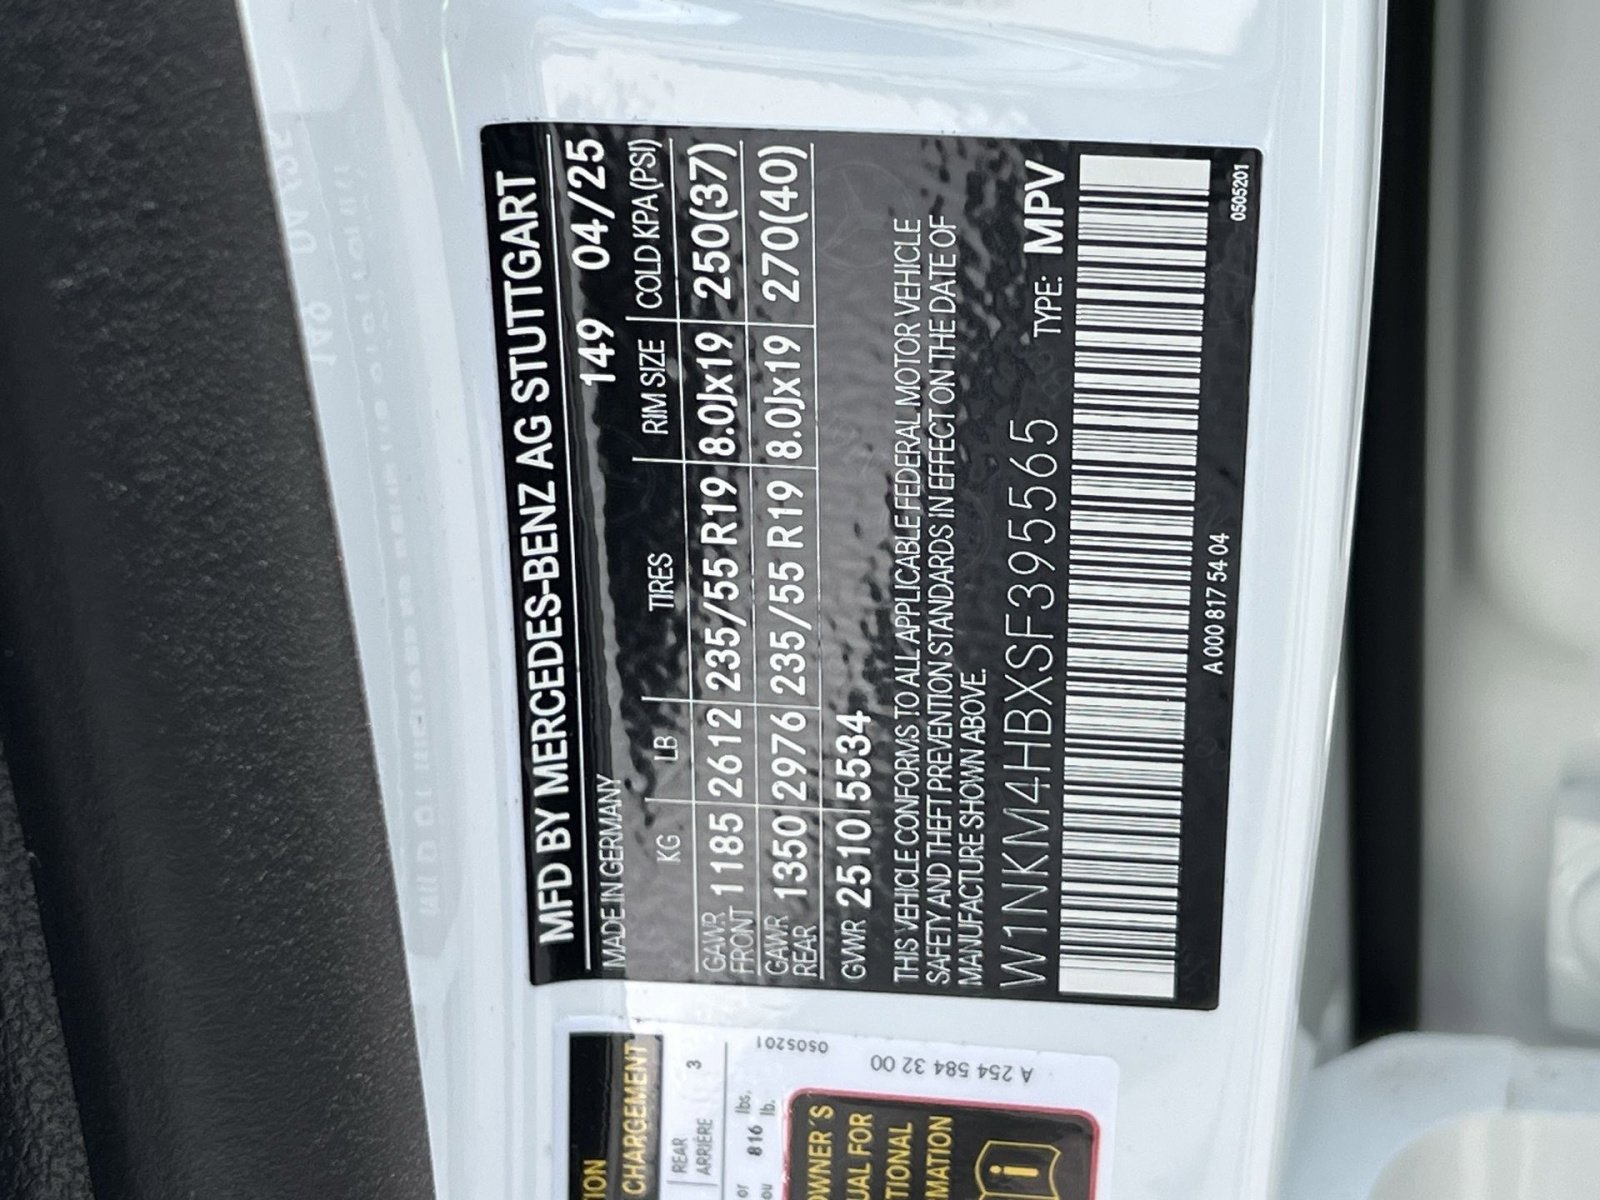 MFD BY MERCEDES-BENZ AG STUTTGART
MADE IN GERMANY 149 04/25
KG LB TIRES RIM SIZE COLD KPA(PSI)
GAWR FRONT 1185 2612 235/55 R19 8.0Jx19 250(37)
GAWR REAR 1350 2976 235/55 R19 8.0Jx19 270(40)
GVWR 2510 5534
THIS VEHICLE CONFORMS TO ALL APPLICABLE FEDERAL MOTOR VEHICLE
SAFETY AND THEFT PREVENTION STANDARDS IN EFFECT ON THE DATE OF
MANUFACTURE SHOWN ABOVE.
W1NKM4HBXSF395565 TYPE: MPV
A 000 817 54 04 0505201
CHARGEMENT
REAR
ARRIÈRE 3
or 816 lbs.
ou lb.
OWNER'S
FOR
0505201
A 254 584 32 00